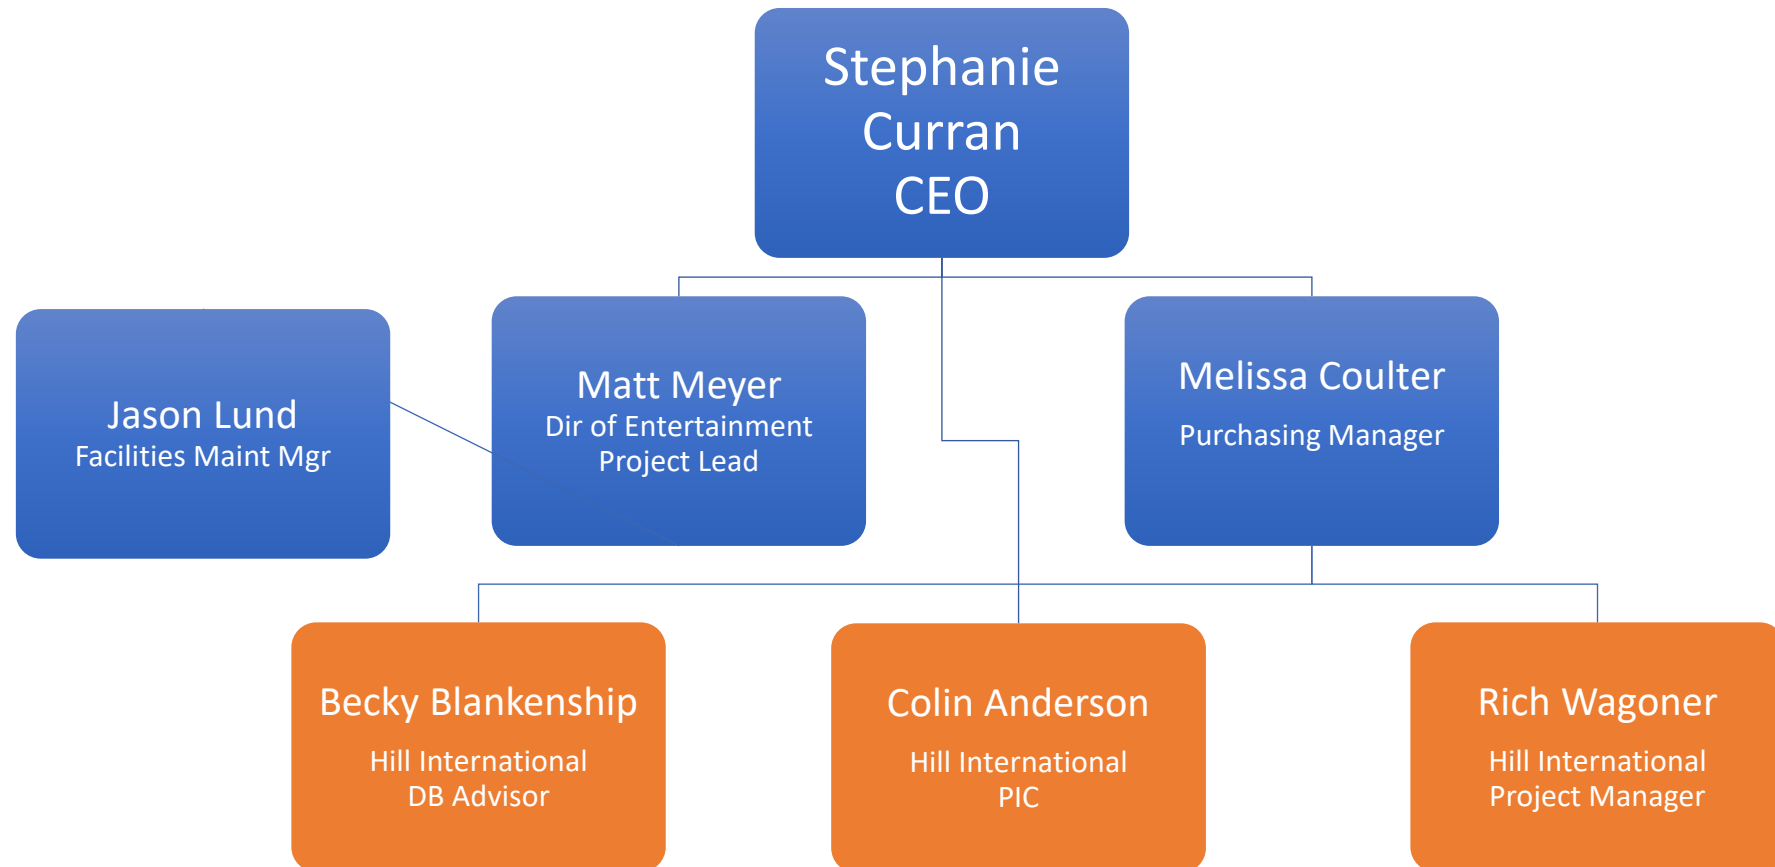 Stephanie
Curran
CEO
Jason Lund
Facilities Maint Mgr
Matt Meyer
Dir of Entertainment
Project Lead
Melissa Coulter
Purchasing Manager
Becky Blankenship
Hill International
DB Advisor
Colin Anderson
Hill International
PIC
Rich Wagoner
Hill International
Project Manager